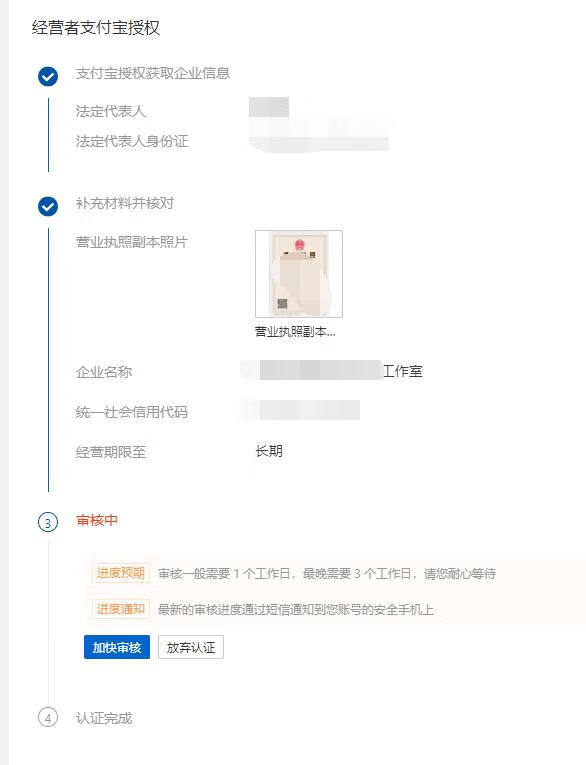 经营者支付宝授权
支付宝授权获取企业信息
法定代表人
法定代表人身份证
补充材料并核对
营业执照副本照片
营业执照副本...
企业名称 工作室
统一社会信用代码
经营期限至 长期
3 审核中
进度预期 审核一般需要 1 个工作日，最晚需要 3 个工作日，请您耐心等待
进度通知 最新的审核进度通过短信通知到您账号的安全手机上
加快审核 放弃认证
4 认证完成